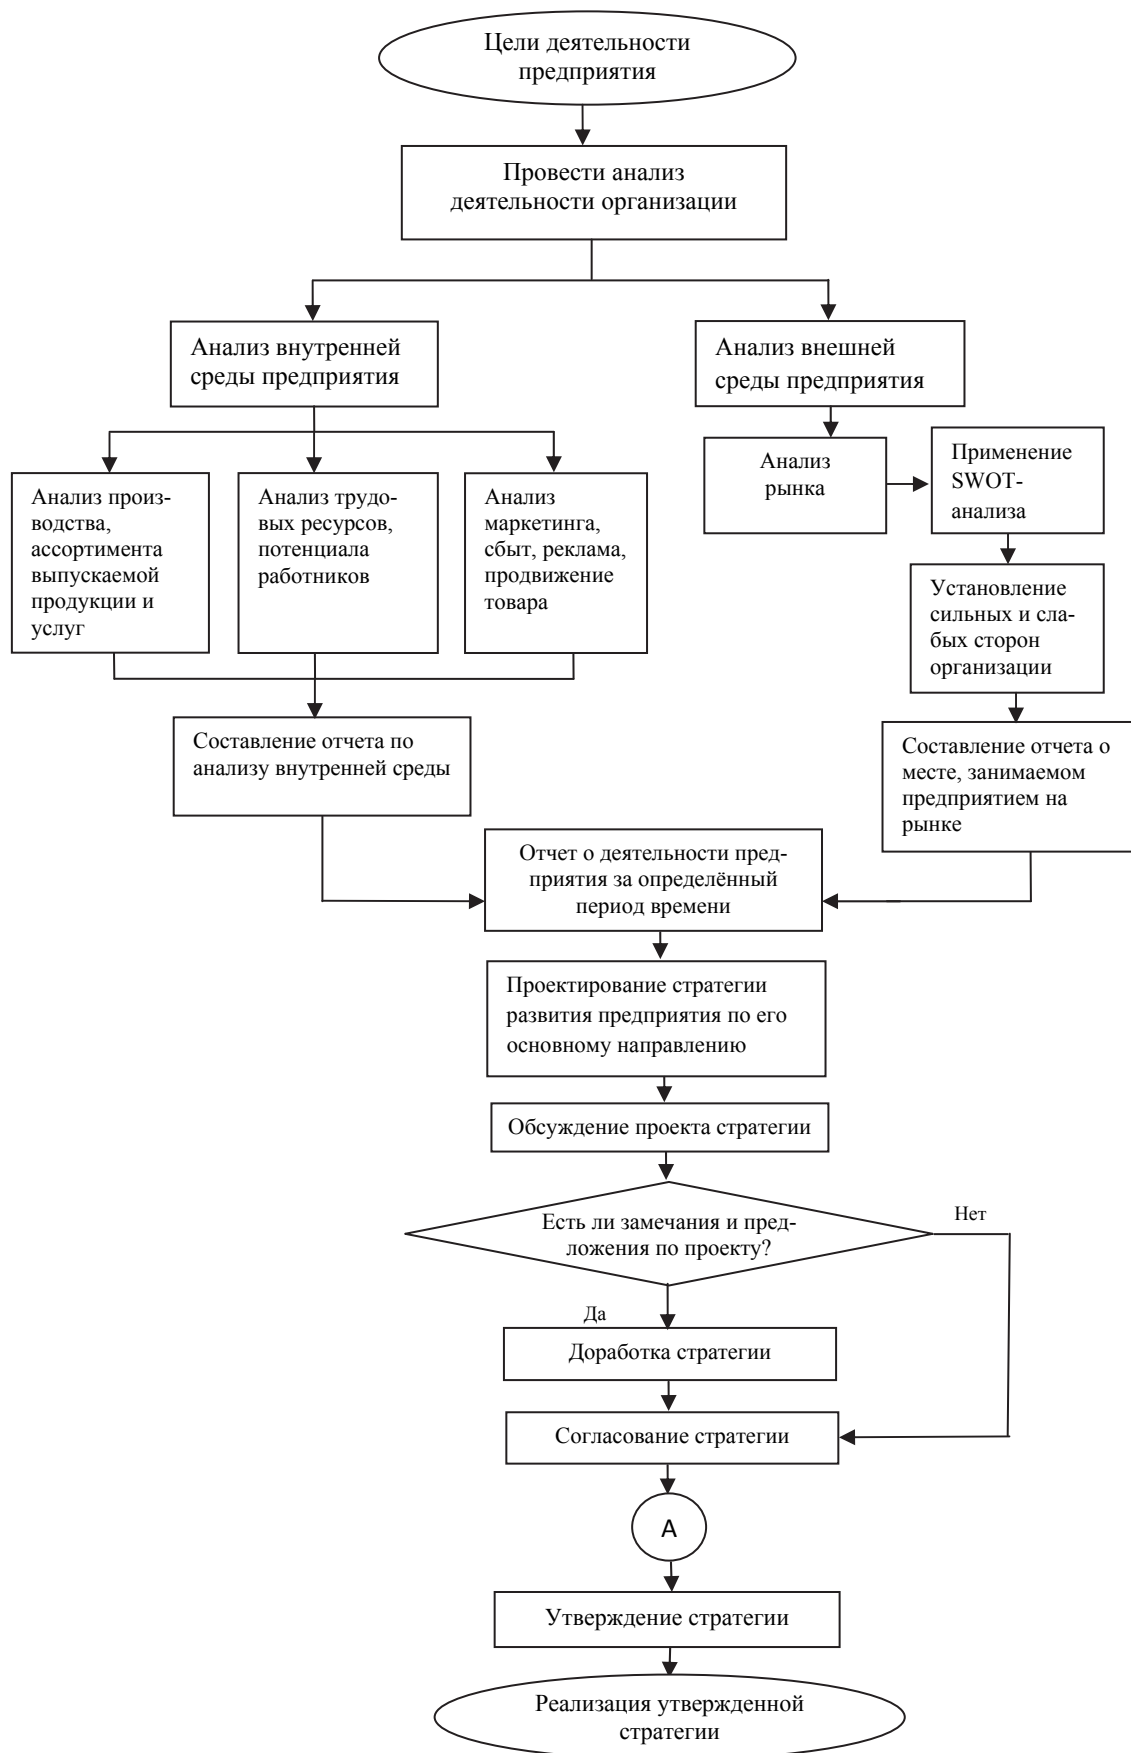 Цели деятельности
предприятия
Провести анализ
деятельности организации
Анализ внутренней
среды предприятия
Анализ внешней
среды предприятия
Анализ произ-
водства,
ассортимента
выпускаемой
продукции и
услуг
Анализ трудо-
вых ресурсов,
потенциала
работников
Анализ
маркетинга,
сбыт, реклама,
продвижение
товара
Анализ
рынка
Применение
SWOT-
анализа
Установление
сильных и сла-
бых сторон
организации
Составление отчета по
анализу внутренней среды
Составление отчета о
месте, занимаемом
предприятием на
рынке
Отчет о деятельности пред-
приятия за определённый
период времени
Проектирование стратегии
развития предприятия по его
основному направлению
Обсуждение проекта стратегии
Есть ли замечания и пред-
ложения по проекту?
Нет
Да
Доработка стратегии
Согласование стратегии
А
Утверждение стратегии
Реализация утвержденной
стратегии